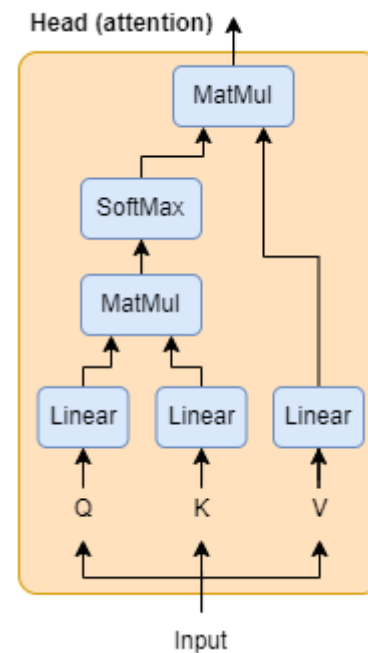 Head (attention)
MatMul
SoftMax
MatMul
Linear Linear Linear
Q K V
Input